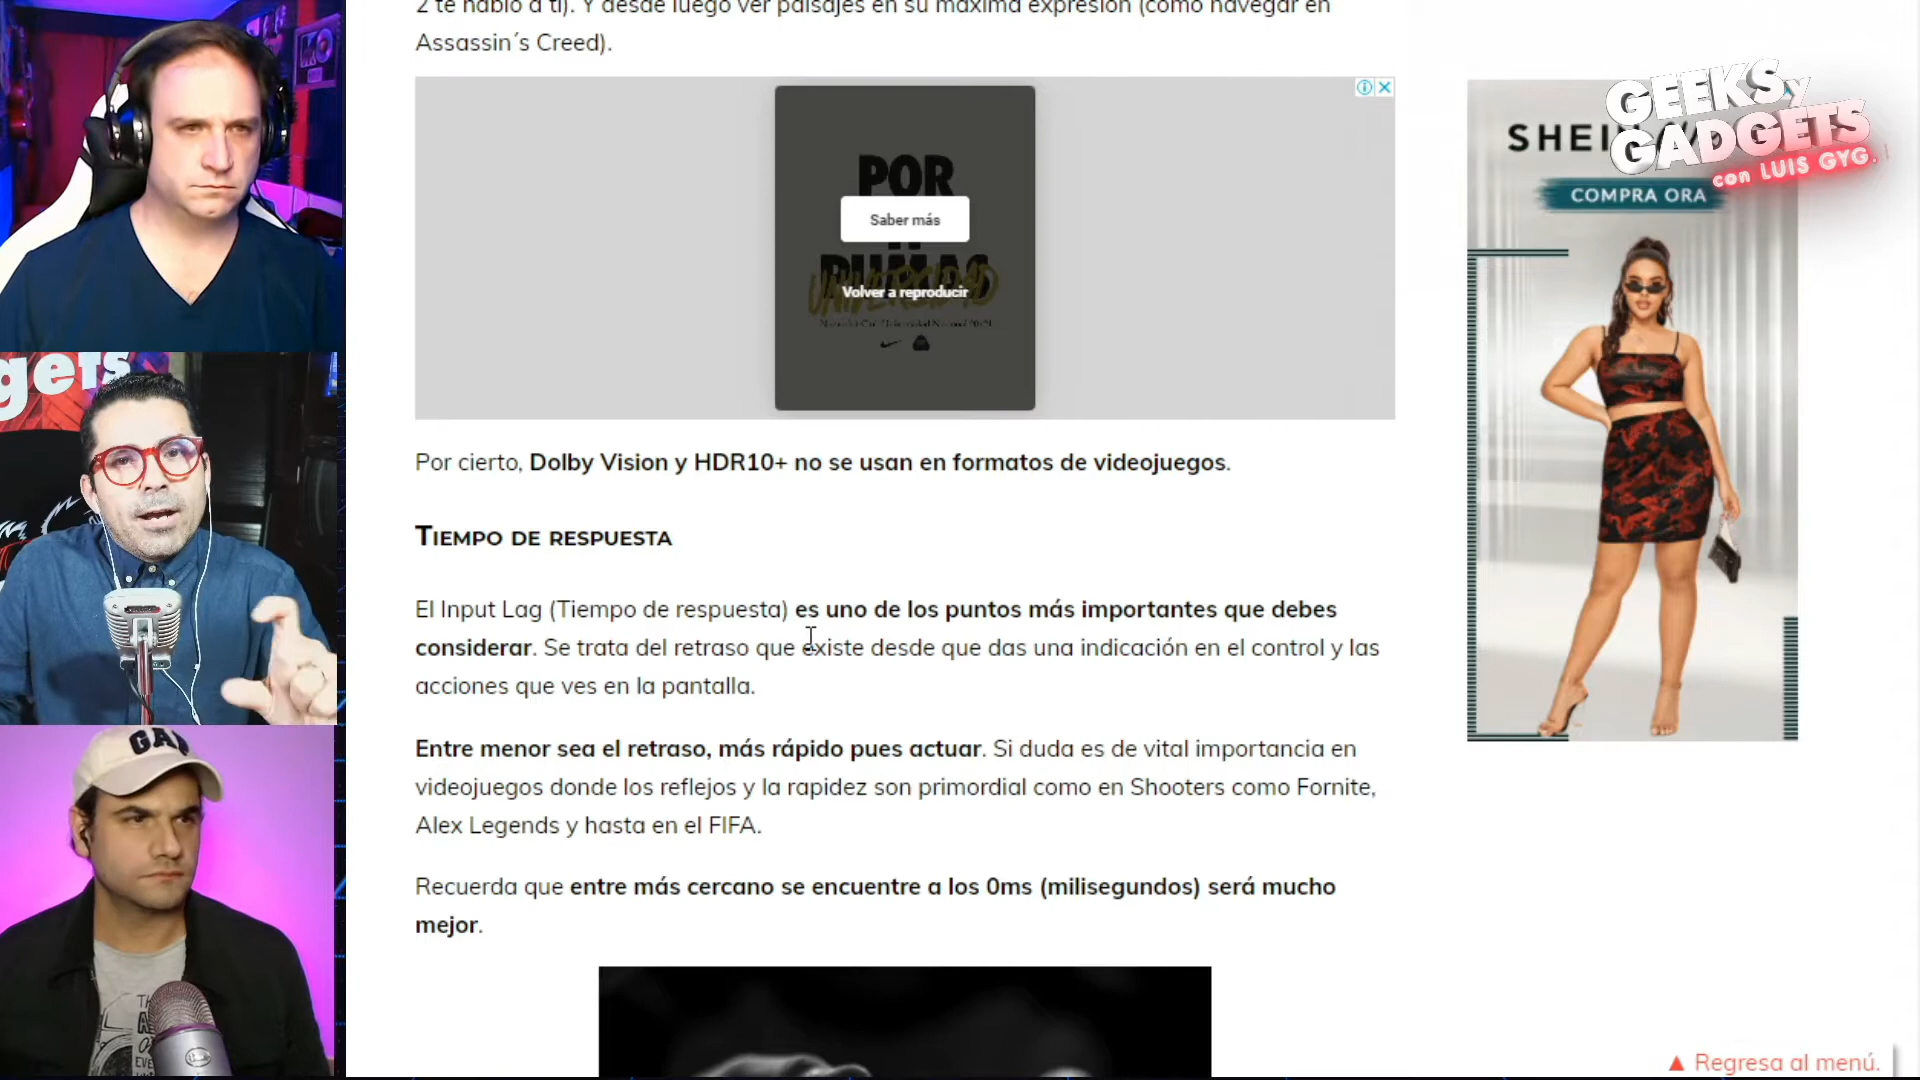 2 te hablo a ti). Y desde luego ver paisajes en su máxima expresión (como navegar en
Assassin´s Creed).
POR
Saber más
PUMAS
UNIVERSIDAD
Volver a reproducir
GEEKS y
GADGETS
con LUIS GYG.
SHEI
COMPRA ORA
gets
Por cierto, Dolby Vision y HDR10+ no se usan en formatos de videojuegos.
TIEMPO DE RESPUESTA
El Input Lag (Tiempo de respuesta) es uno de los puntos más importantes que debes
considerar. Se trata del retraso que existe desde que das una indicación en el control y las
acciones que ves en la pantalla.
Entre menor sea el retraso, más rápido pues actuar. Si duda es de vital importancia en
videojuegos donde los reflejos y la rapidez son primordial como en Shooters como Fornite,
Alex Legends y hasta en el FIFA.
GAP
Recuerda que entre más cercano se encuentre a los 0ms (milisegundos) será mucho
mejor.
▲ Regresa al menú.